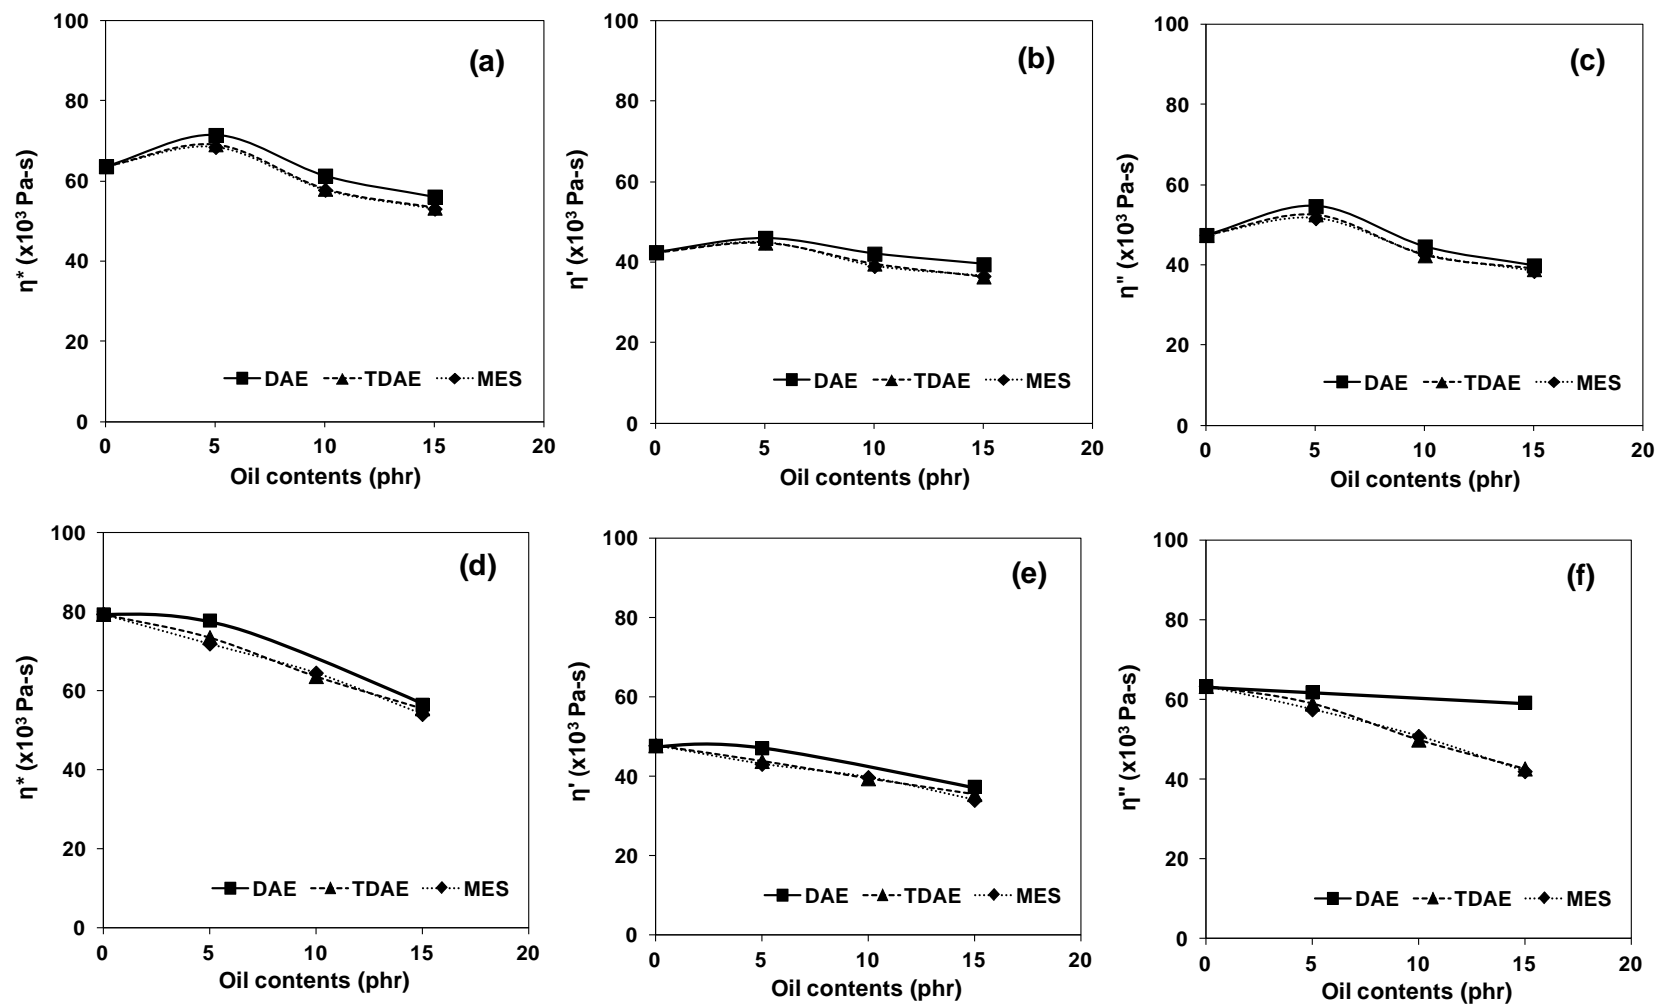 (a)
η* (x10³ Pa-s)
100
80
60
40
20
0
DAE TDAE MES
0 5 10 15 20
Oil contents (phr)
(b)
η' (x10³ Pa-s)
100
80
60
40
20
0
DAE TDAE MES
0 5 10 15 20
Oil contents (phr)
(c)
η" (x10³ Pa-s)
100
80
60
40
20
0
DAE TDAE MES
0 5 10 15 20
Oil contents (phr)
(d)
η* (x10³ Pa-s)
100
80
60
40
20
0
DAE TDAE MES
0 5 10 15 20
Oil contents (phr)
(e)
η' (x10³ Pa-s)
100
80
60
40
20
0
DAE TDAE MES
0 5 10 15 20
Oil contents (phr)
(f)
η" (x10³ Pa-s)
100
80
60
40
20
0
DAE TDAE MES
0 5 10 15 20
Oil contents (phr)